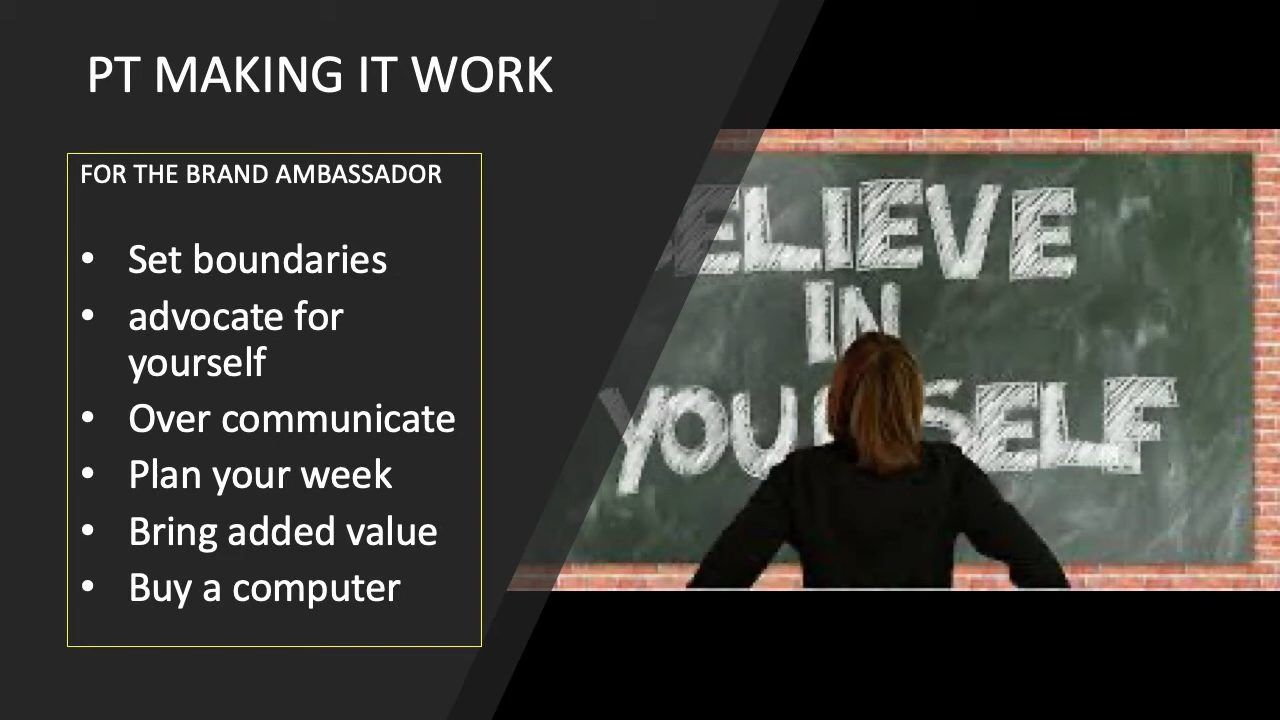 PT MAKING IT WORK
FOR THE BRAND AMBASSADOR
• Set boundaries
• advocate for
yourself
• Over communicate
• Plan your week
• Bring added value
• Buy a computer
ELIEVE
IN